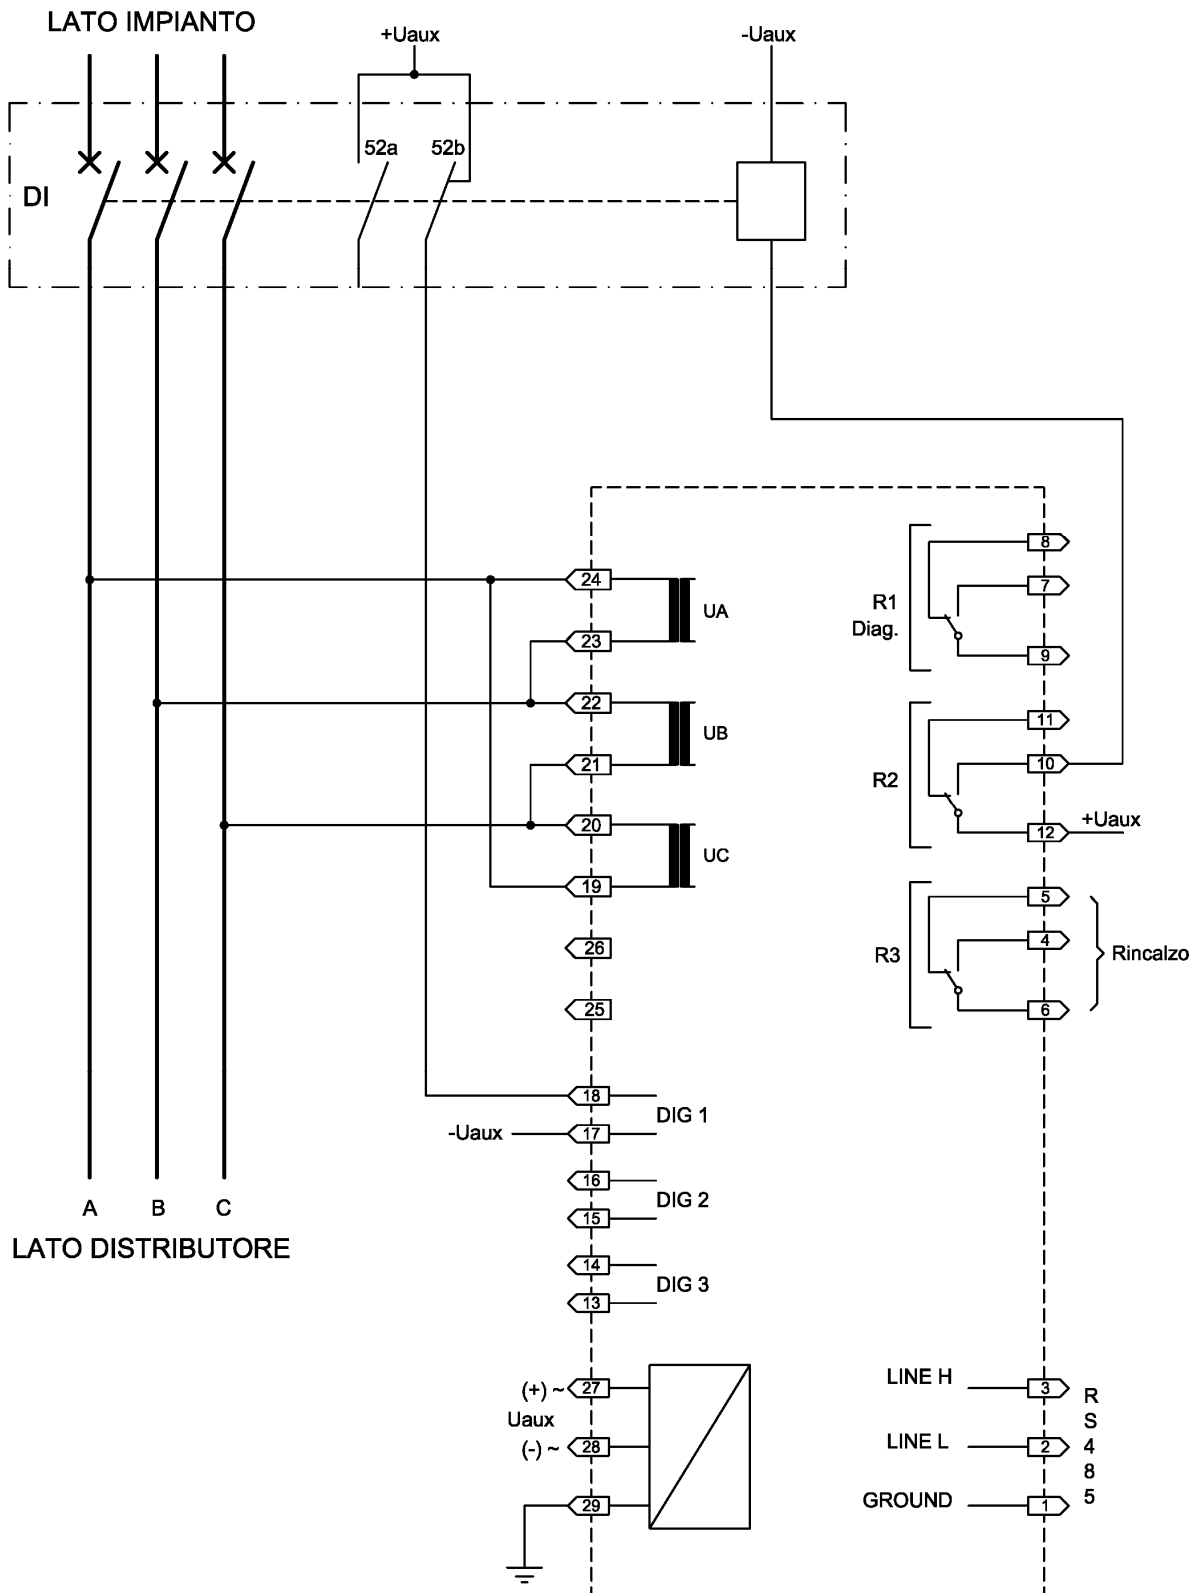 LATO IMPIANTO
+Uaux
-Uaux
52a
52b
DI
8
24
7
R1
UA
Diag.
23
9
22
11
UB
10
21
R2
+Uaux
20
12
UC
19
5
26
4
R3
Rincalzo
25
6
18
DIG 1
-Uaux
17
16
A
B
C
DIG 2
15
LATO DISTRIBUTORE
14
DIG 3
13
LINE H
(+) ~
27
3
R
Uaux
S
LINE L
(-) ~
28
2
4
8
GROUND
29
1
5